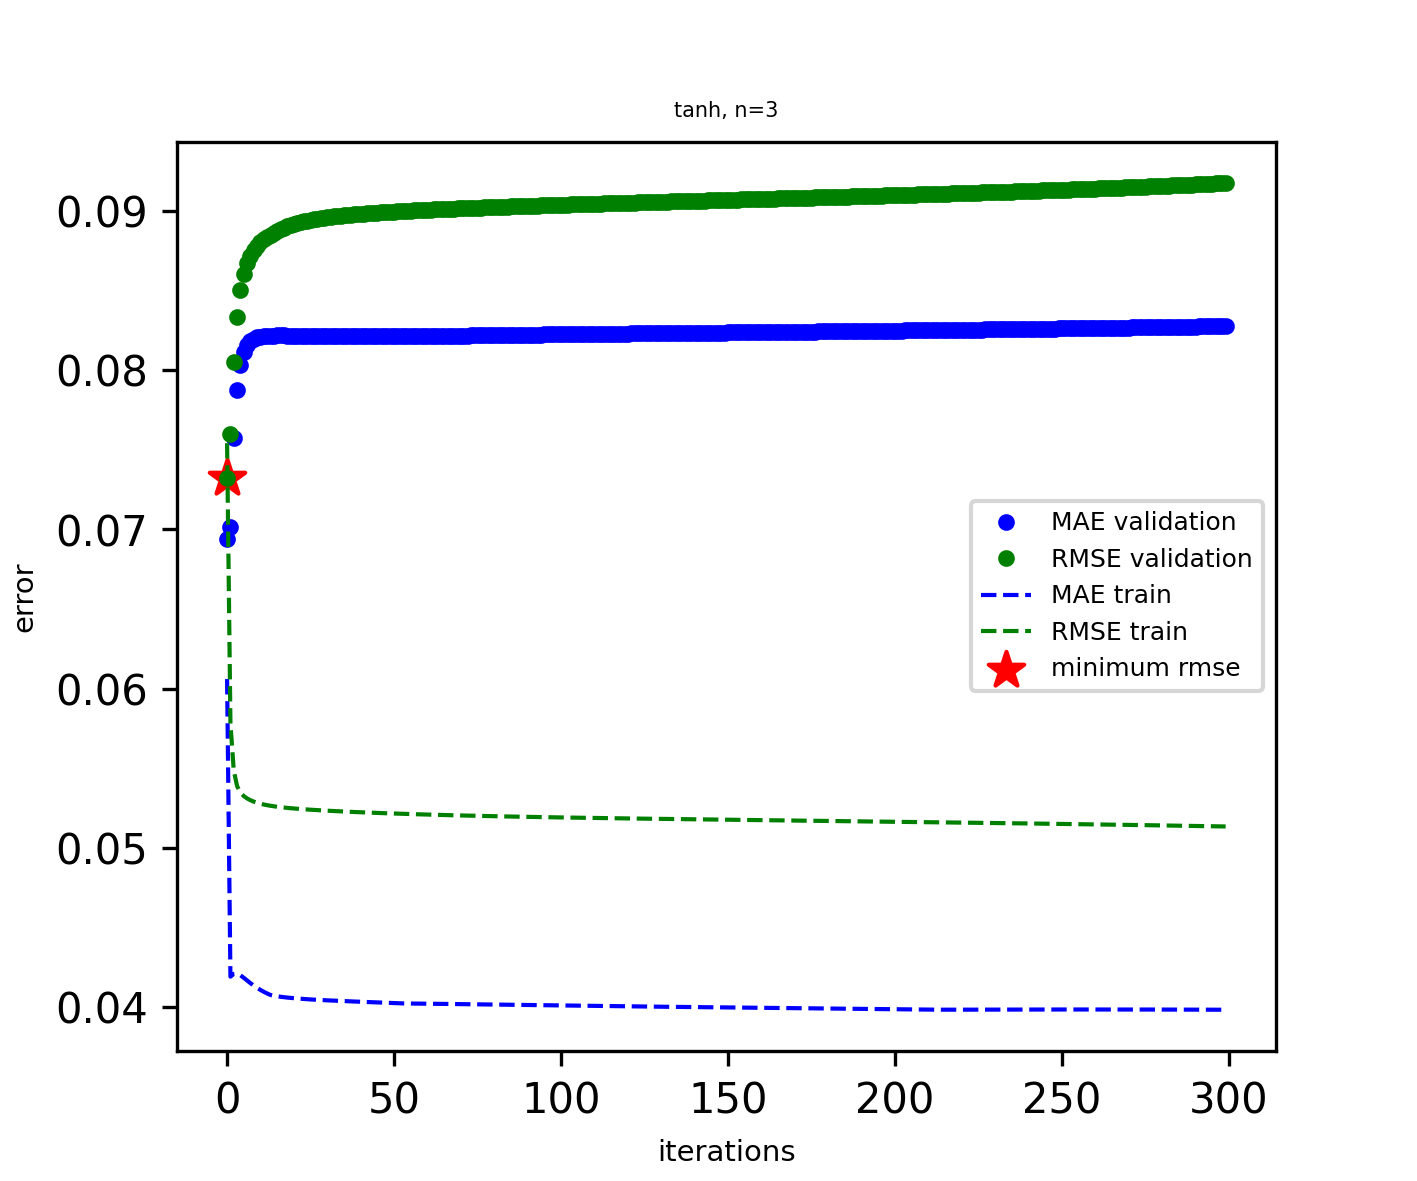 tanh, n=3
0.09
0.08
0.07
0.06
0.05
0.04
error
MAE validation
RMSE validation
MAE train
RMSE train
minimum rmse
0 50 100 150 200 250 300
iterations